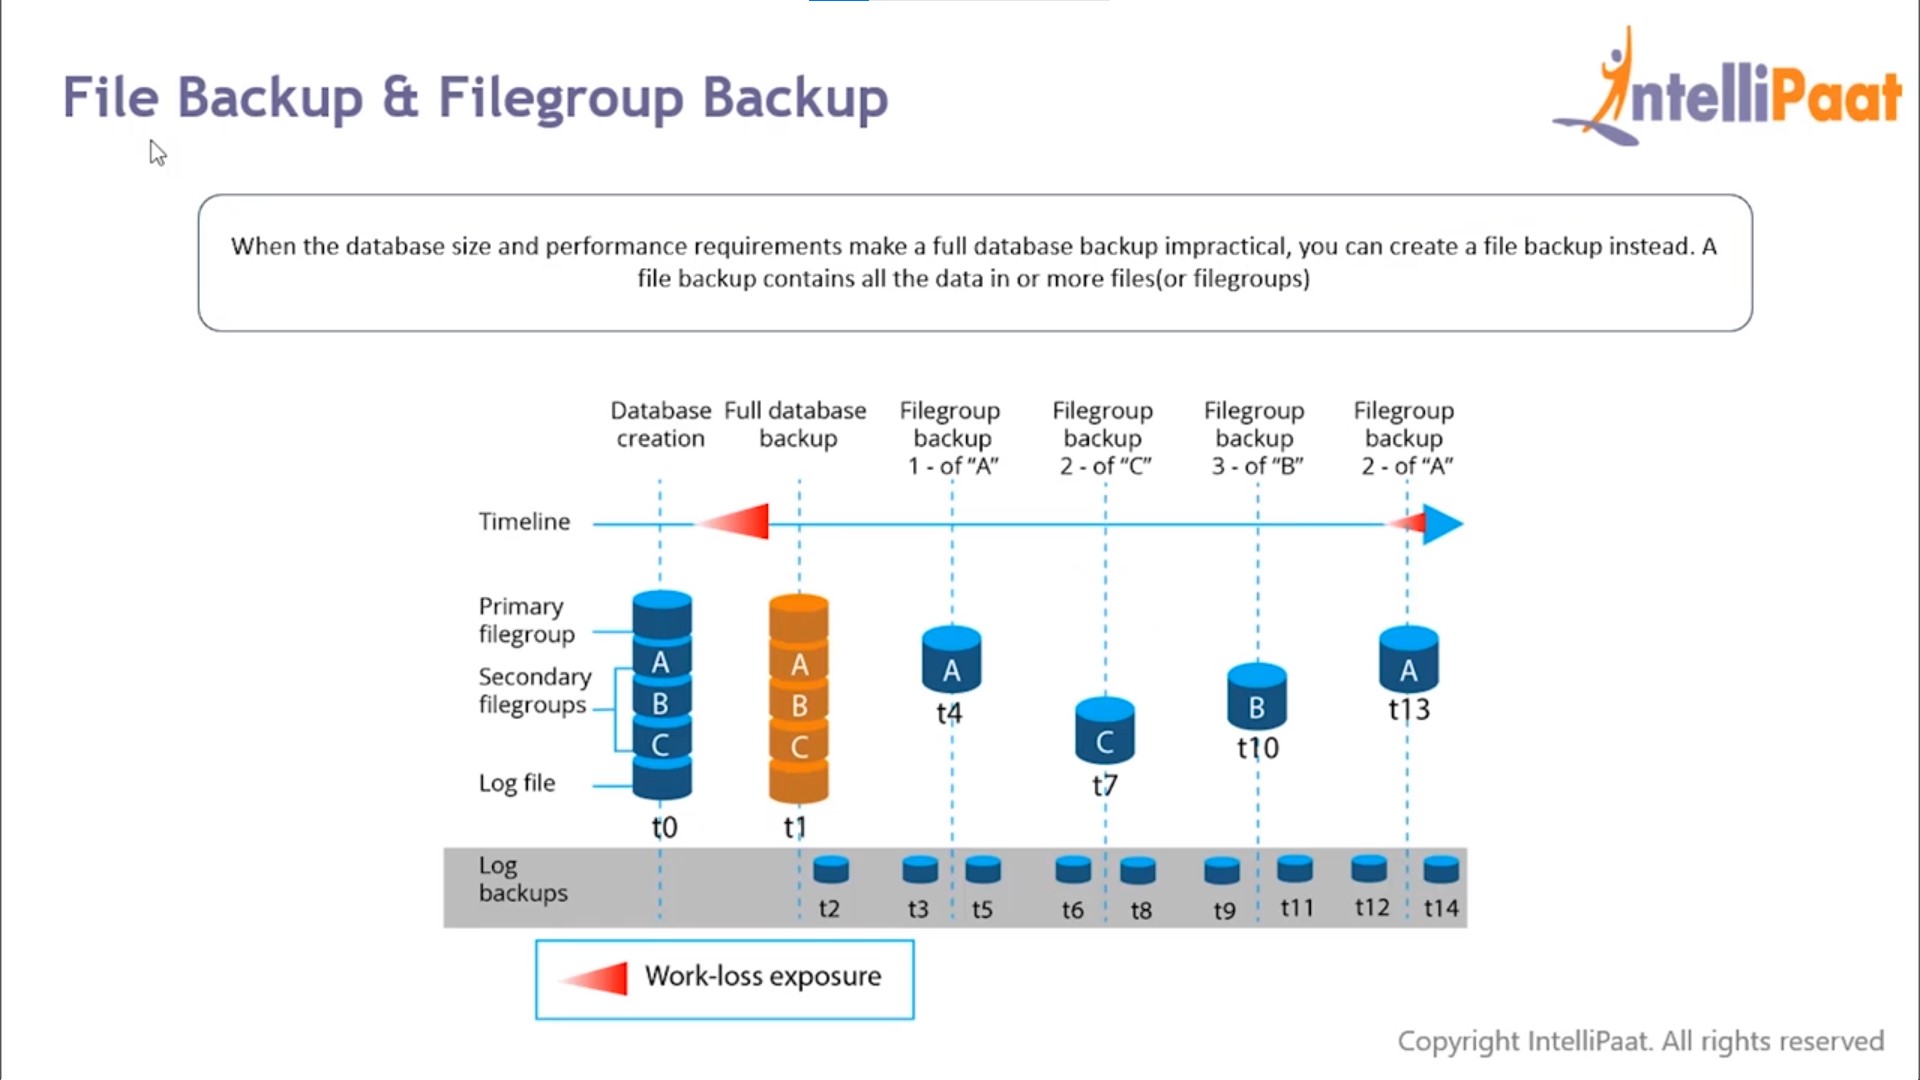 File Backup & Filegroup Backup
IntelliPaat
When the database size and performance requirements make a full database backup impractical, you can create a file backup instead. A
file backup contains all the data in or more files(or filegroups)
Database
creation
Full database
backup
Filegroup
backup
1 - of “A”
Filegroup
backup
2 - of “C”
Filegroup
backup
3 - of “B”
Filegroup
backup
2 - of “A”
Timeline
Primary
filegroup
Secondary
filegroups
Log file
A
B
C
t0
A
B
C
t1
A
t4
C
t7
B
t10
A
t13
Log
backups
t2
t3
t5
t6
t8
t9
t11
t12
t14
Work-loss exposure
Copyright IntelliPaat. All rights reserved